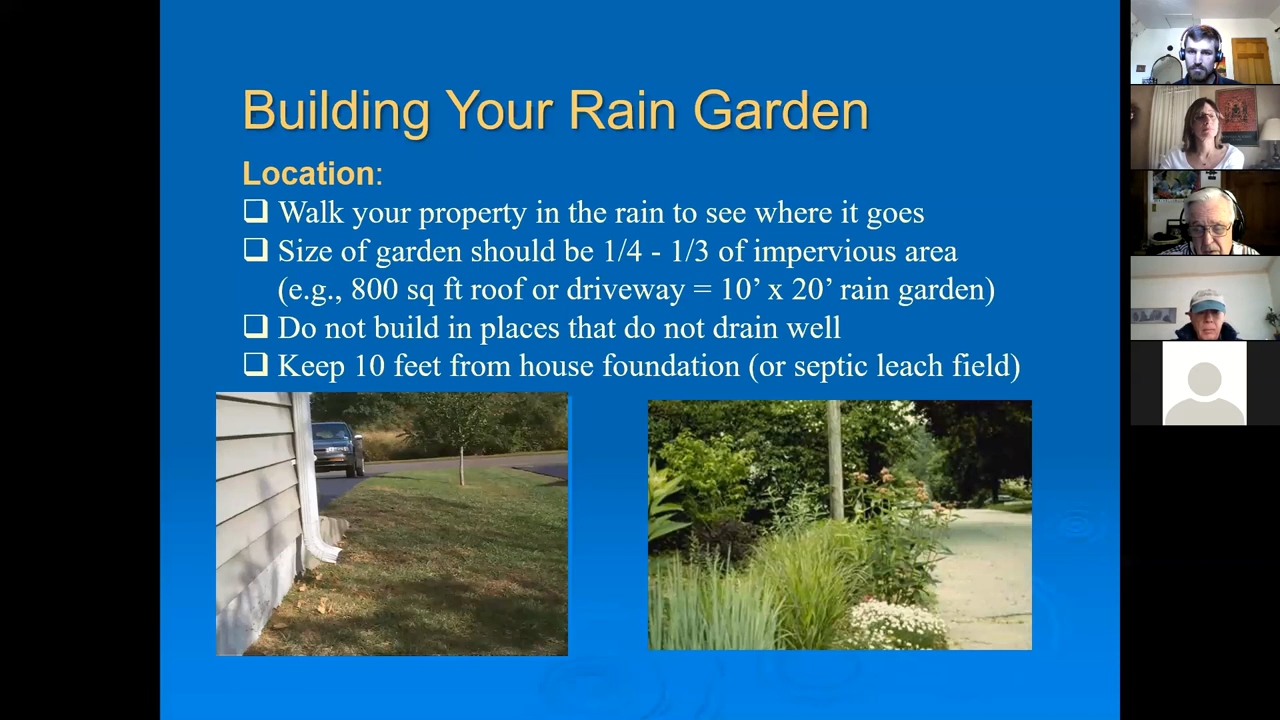 Building Your Rain Garden
Location:
❑ Walk your property in the rain to see where it goes
❑ Size of garden should be 1/4 - 1/3 of impervious area
(e.g., 800 sq ft roof or driveway = 10’ x 20’ rain garden)
❑ Do not build in places that do not drain well
❑ Keep 10 feet from house foundation (or septic leach field)